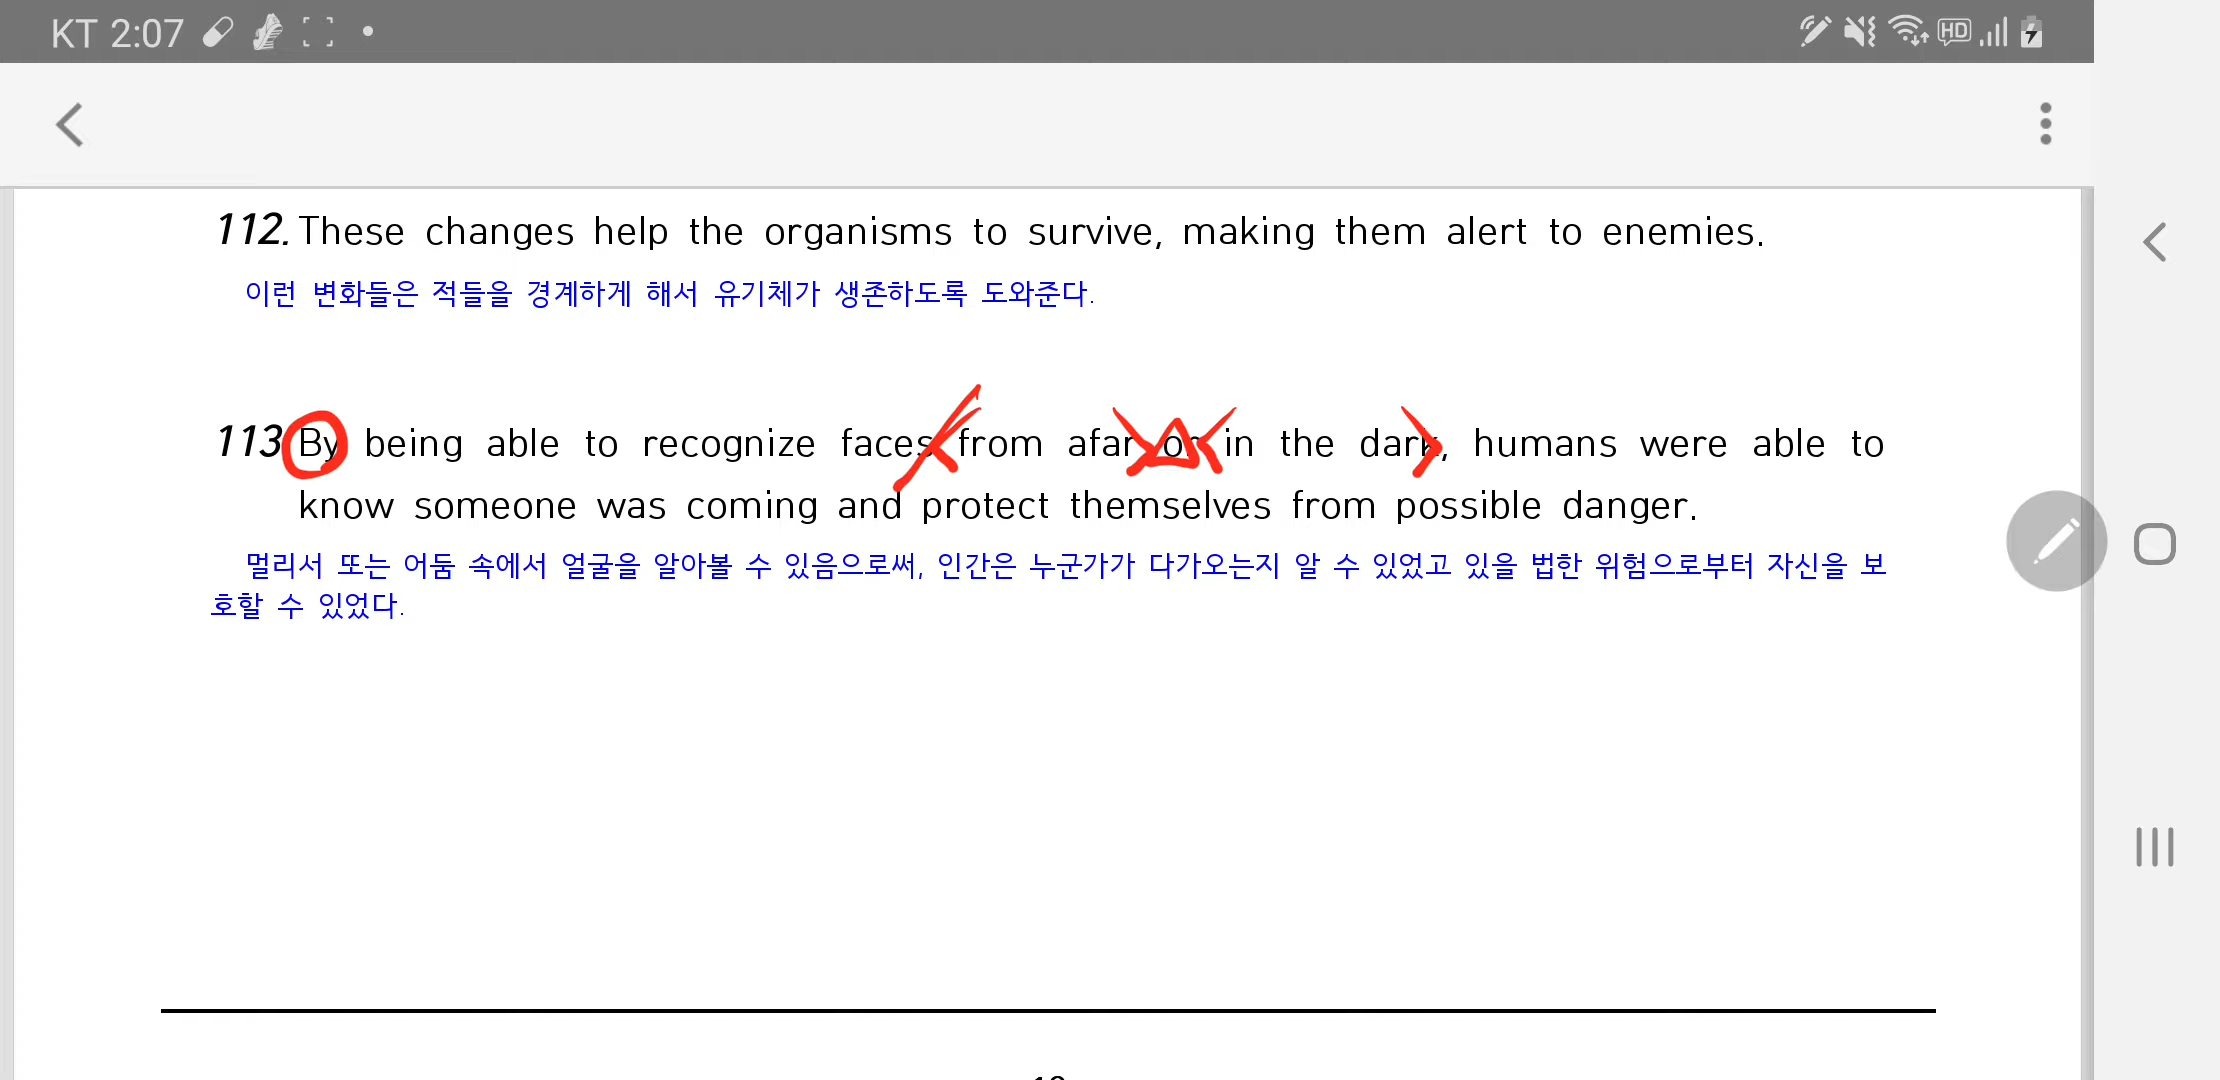 KT 2:07
HD
112. These changes help the organisms to survive, making them alert to enemies.
이런 변화들은 적들을 경계하게 해서 유기체가 생존하도록 도와준다.
113 By being able to recognize faces from afar or in the dark, humans were able to
know someone was coming and protect themselves from possible danger.
멀리서 또는 어둠 속에서 얼굴을 알아볼 수 있음으로써, 인간은 누군가가 다가오는지 알 수 있었고 있을 법한 위험으로부터 자신을 보
호할 수 있었다.